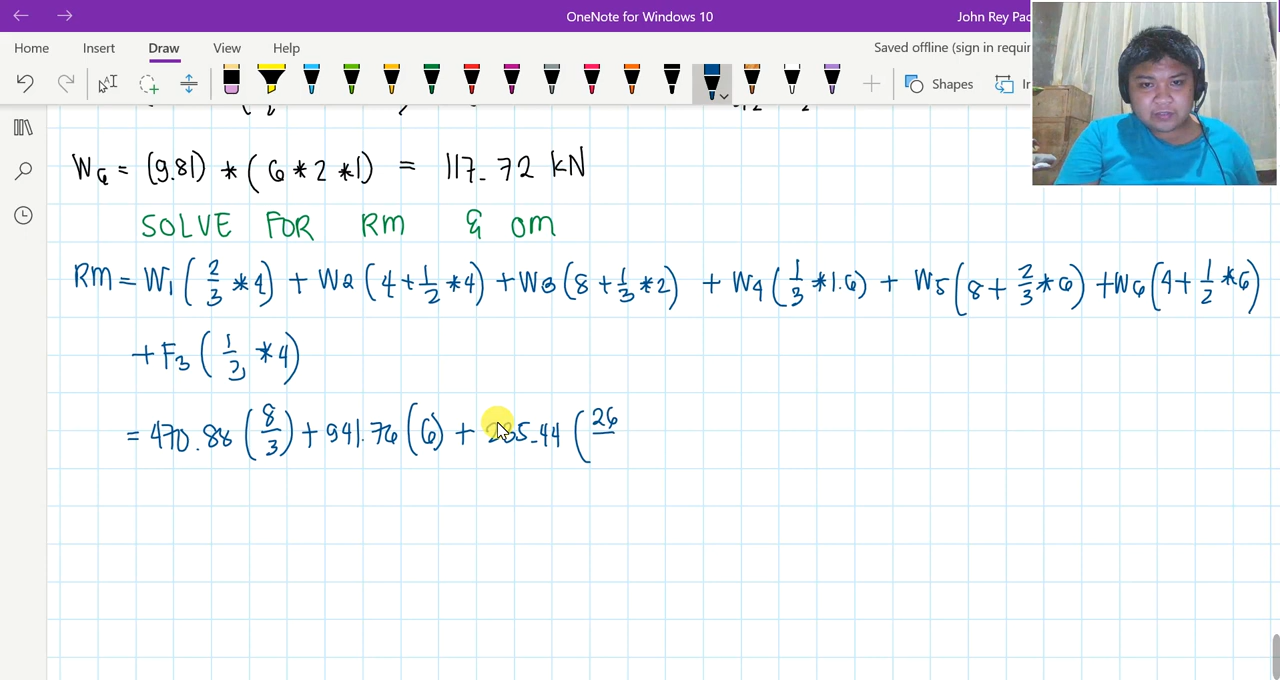 OneNote for Windows 10
John Rey Pac
Home Insert Draw View Help
Saved offline (sign in requir
Shapes
W6 = (9.81) * (6 * 2 * 1) = 117.72 kN
SOLVE FOR RM & OM
RM = W1 (2/3 * 4) + W2 (4 + 1/2 * 4) + W3 (8 + 1/3 * 2) + W4 (1/3 * 1.6) + W5 (8 + 2/3 * 6) + W6 (4 + 1/2 * 6)
+ F3 (1/3 * 4)
= 470.88 (8/3) + 941.76 (6) + 235.44 (26